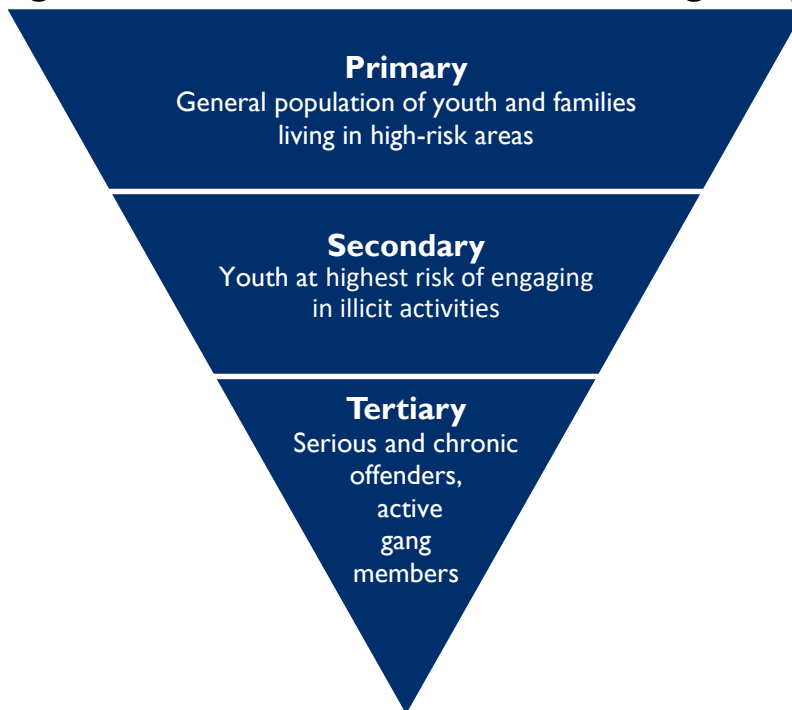 Primary
General population of youth and families
living in high-risk areas
Secondary
Youth at highest risk of engaging
in illicit activities
Tertiary
Serious and chronic
offenders,
active
gang
members